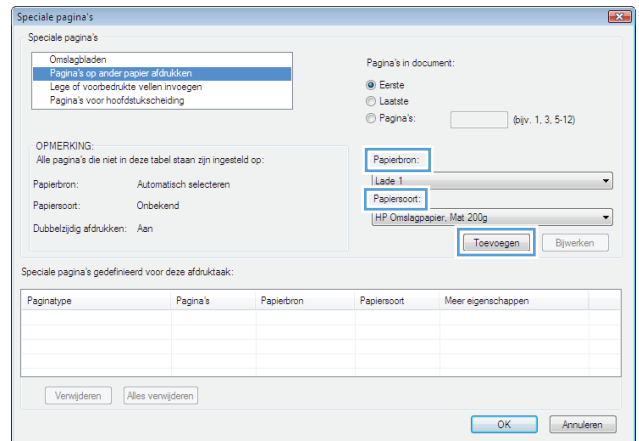 Speciale pagina's
Speciale pagina's
Omslagbladen
Pagina's op ander papier afdrukken
Lege of voorbedrukte vellen invoegen
Pagina's voor hoofdstukscheiding
Pagina's in document:
Eerste
Laatste
Pagina's:
(bijv. 1, 3, 5-12)
OPMERKING:
Alle pagina's die niet in deze tabel staan zijn ingesteld op:
Papierbron: Automatisch selecteren
Papiersoort: Onbekend
Dubbelzijdig afdrukken: Aan
Papierbron:
Lade 1
Papiersoort:
HP Omslagpapier, Mat 200g
Toevoegen Bijwerken
Speciale pagina's gedefinieerd voor deze afdruktaak:
Paginatype Pagina's Papierbron Papiersoort Meer eigenschappen
Verwijderen Alles verwijderen
OK Annuleren